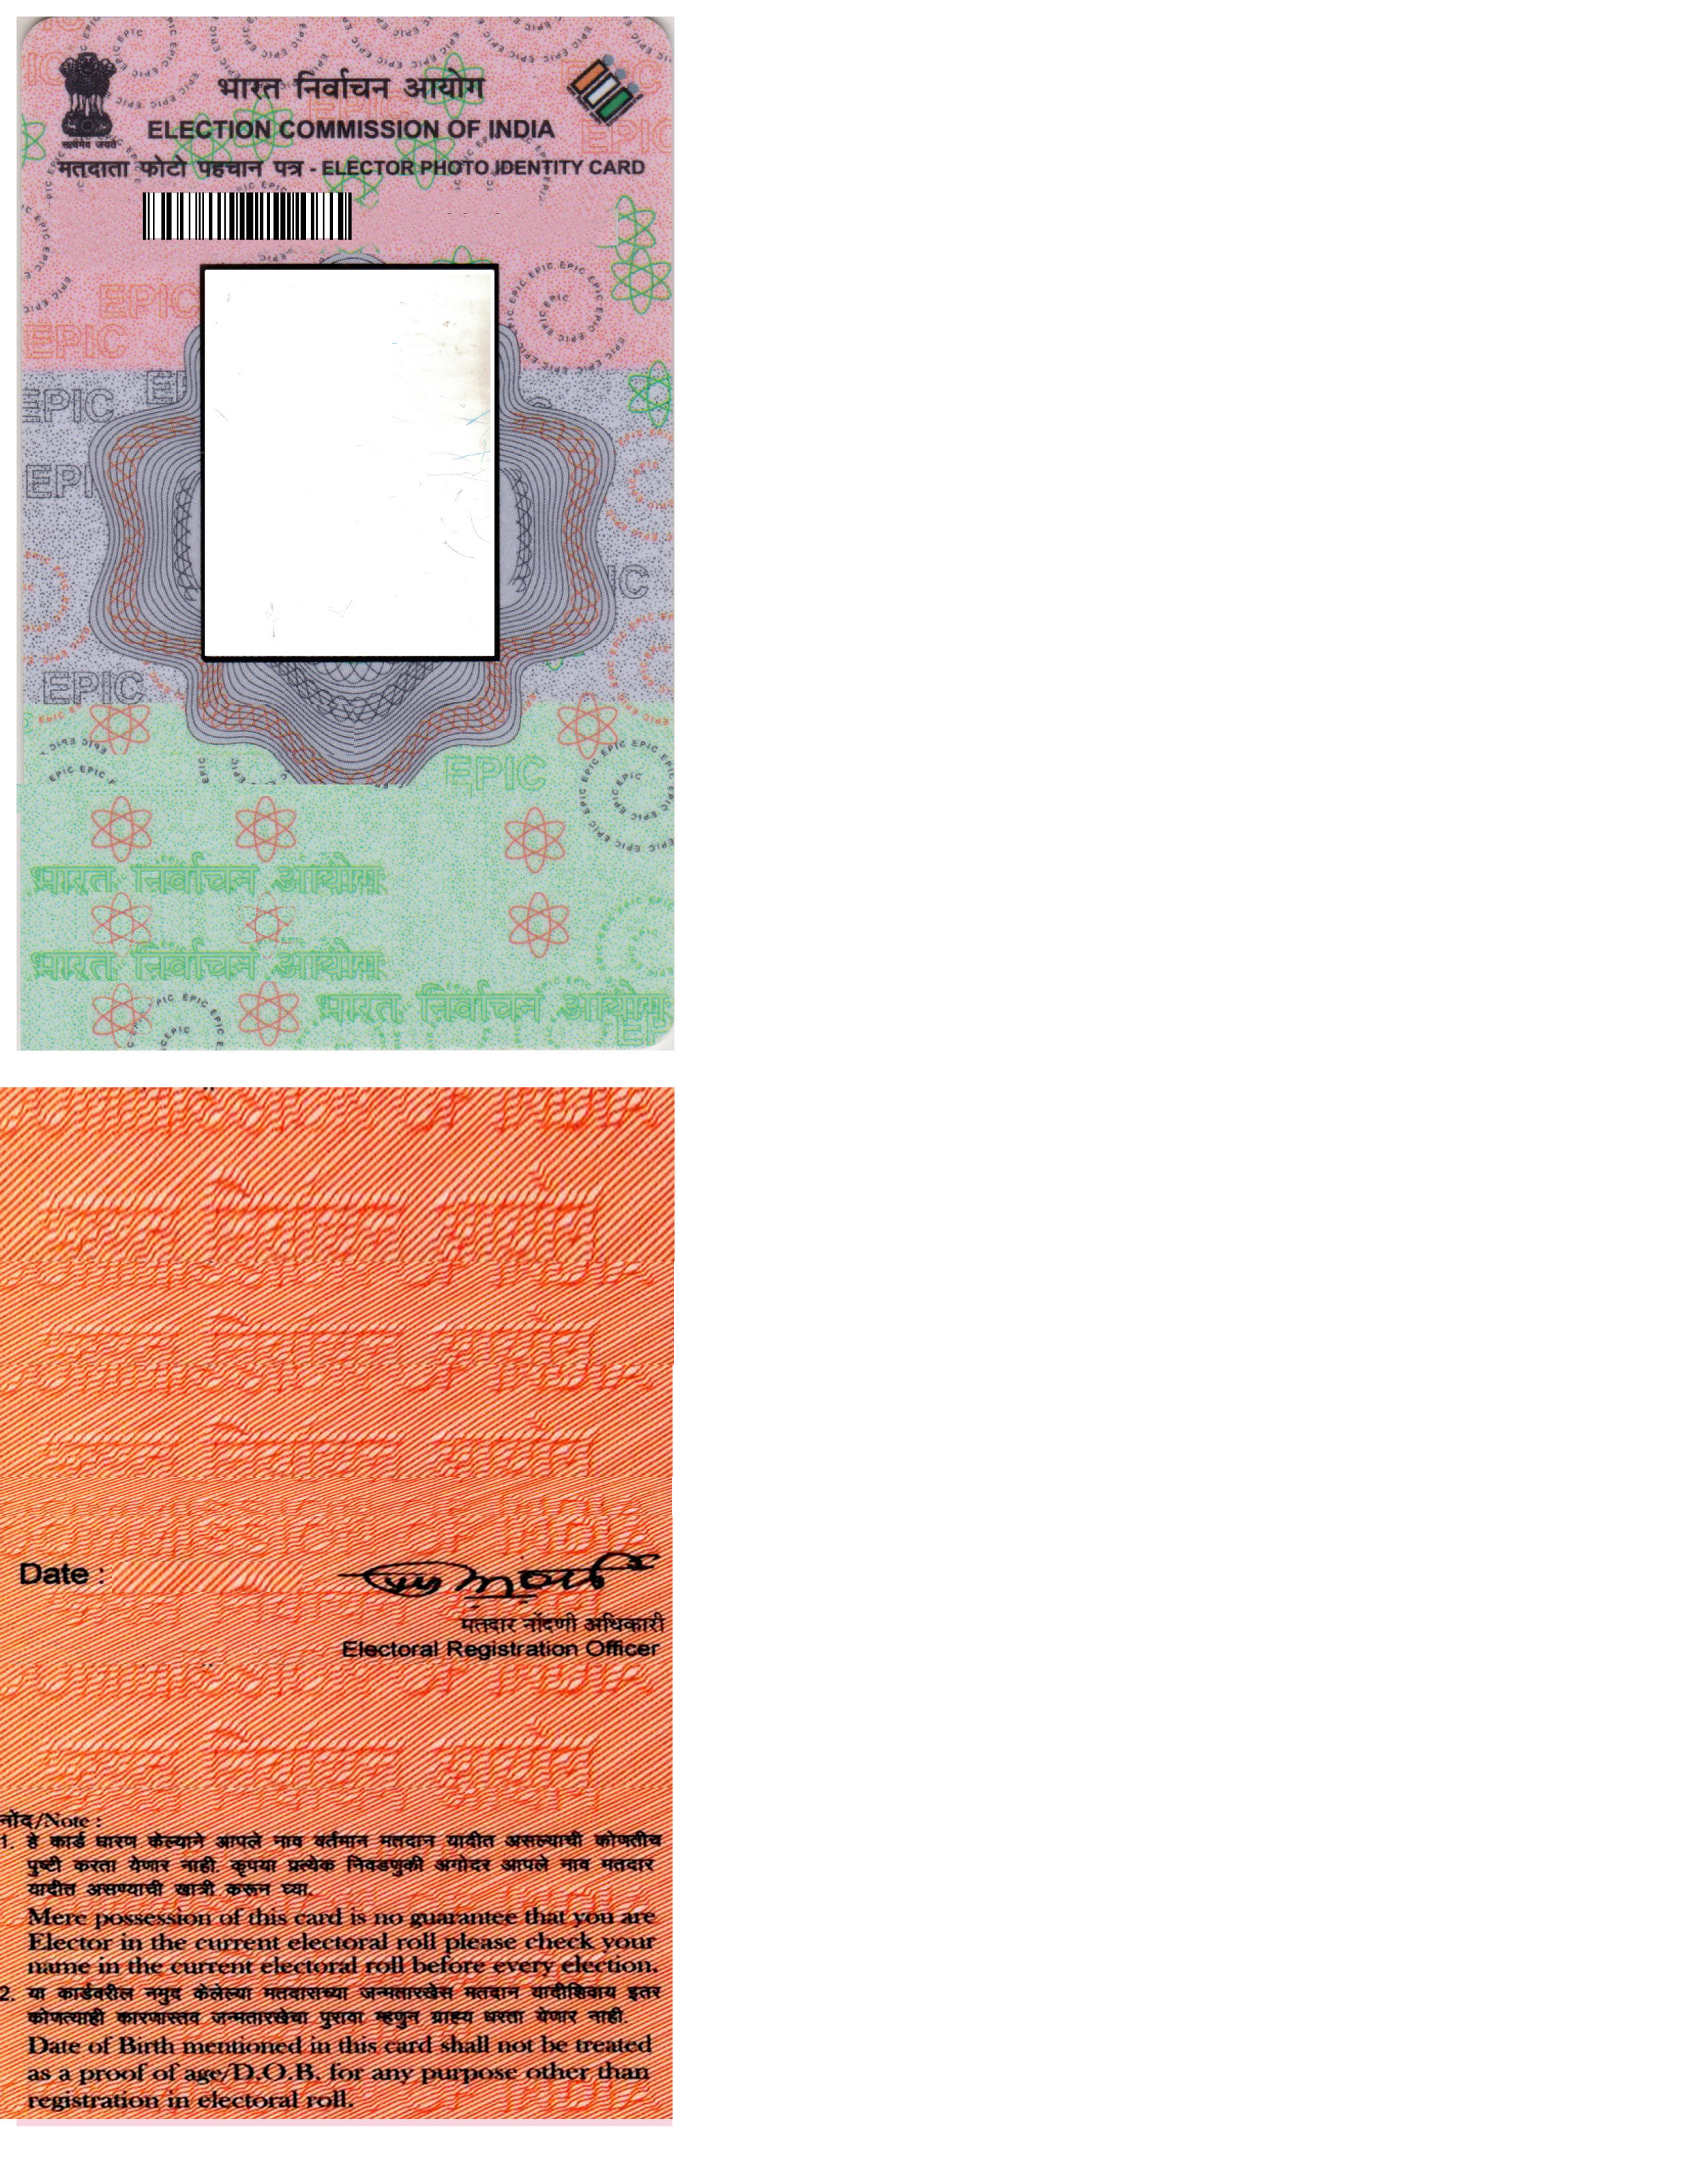 भारत निर्वाचन आयोग
ELECTION COMMISSION OF INDIA
सत्यमेव जयते
मतदाता फोटो पहचान पत्र - ELECTOR PHOTO IDENTITY CARD
EPIC
EPIC
EPIC
EPIC
EPIC
EPIC
EPIC
भारत निर्वाचन आयोग
भारत निर्वाचन आयोग
भारत निर्वाचन आयोग
Date :
मतदार नोंदणी अधिकारी
Electoral Registration Officer
नोंद/Note :
1. हे कार्ड धारण केल्याने आपले नाव वर्तमान मतदान यादीत असल्याची कोणतीच
पुष्टी करता येणार नाही. कृपया प्रत्येक निवडणुकी अगोदर आपले नाव मतदार
यादीत असण्याची खात्री करून घ्या.
Mere possession of this card is no guarantee that you are
Elector in the current electoral roll please check your
name in the current electoral roll before every election.
2. या कार्डवरील नमुद केलेल्या मतदाराच्या जन्मतारखेस मतदान यादीशिवाय इतर
कोणत्याही कारणास्तव जन्मतारखेचा पुरावा म्हणुन ग्राह्य धरता येणार नाही.
Date of Birth mentioned in this card shall not be treated
as a proof of age/D.O.B. for any purpose other than
registration in electoral roll.